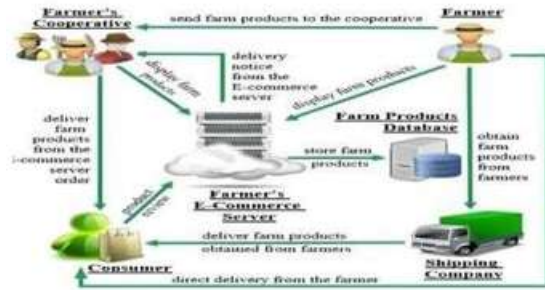 Farmer's
Cooperative
send farm products to the cooperative
Farmer
display farm
products
delivery
notice
from the
E-commerce
server
display farm products
Farm Products
Database
deliver
farm
products
from the
-commerce
server
order
store farm
products
obtain
farm
products
from
farmers
product
review
Farmer's
E-Commerce
Server
deliver farm products
obtained from farmers
Consumer
Shipping
Company
direct delivery from the farmer